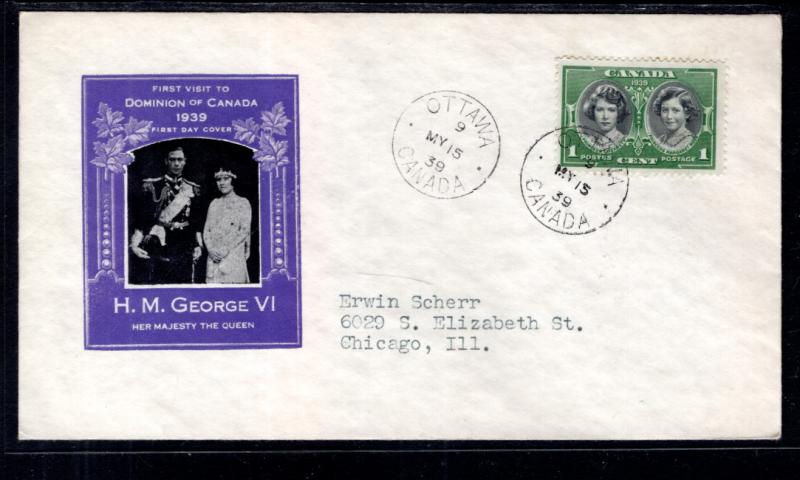 FIRST VISIT TO
DOMINION OF CANADA
1939
FIRST DAY COVER
H. M. GEORGE VI
HER MAJESTY THE QUEEN
OTTAWA
9
MY 15
39
CANADA
CANADA
1939
1 POSTES CENT POSTAGE 1
MY 15
39
CANADA
Erwin Scherr
6029 S. Elizabeth St.
Chicago, Ill.